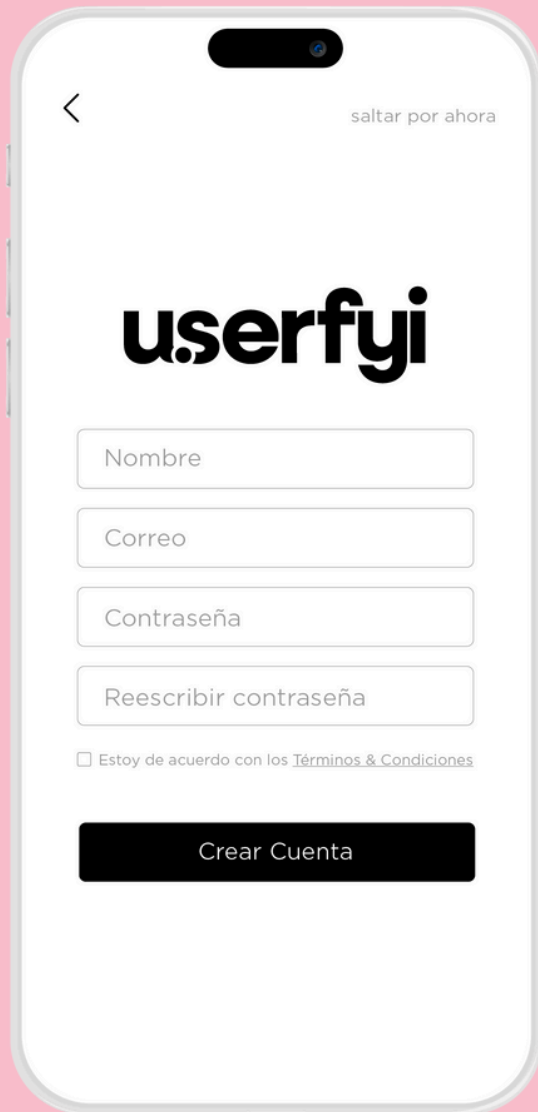 saltar por ahora
userfyi
Nombre
Correo
Contraseña
Reescribir contraseña
Estoy de acuerdo con los Términos & Condiciones
Crear Cuenta